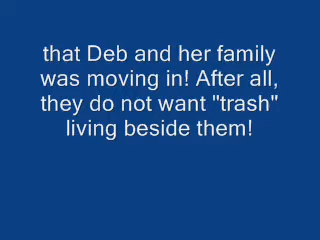 that Deb and her family
was moving in! After all,
they do not want "trash"
living beside them!